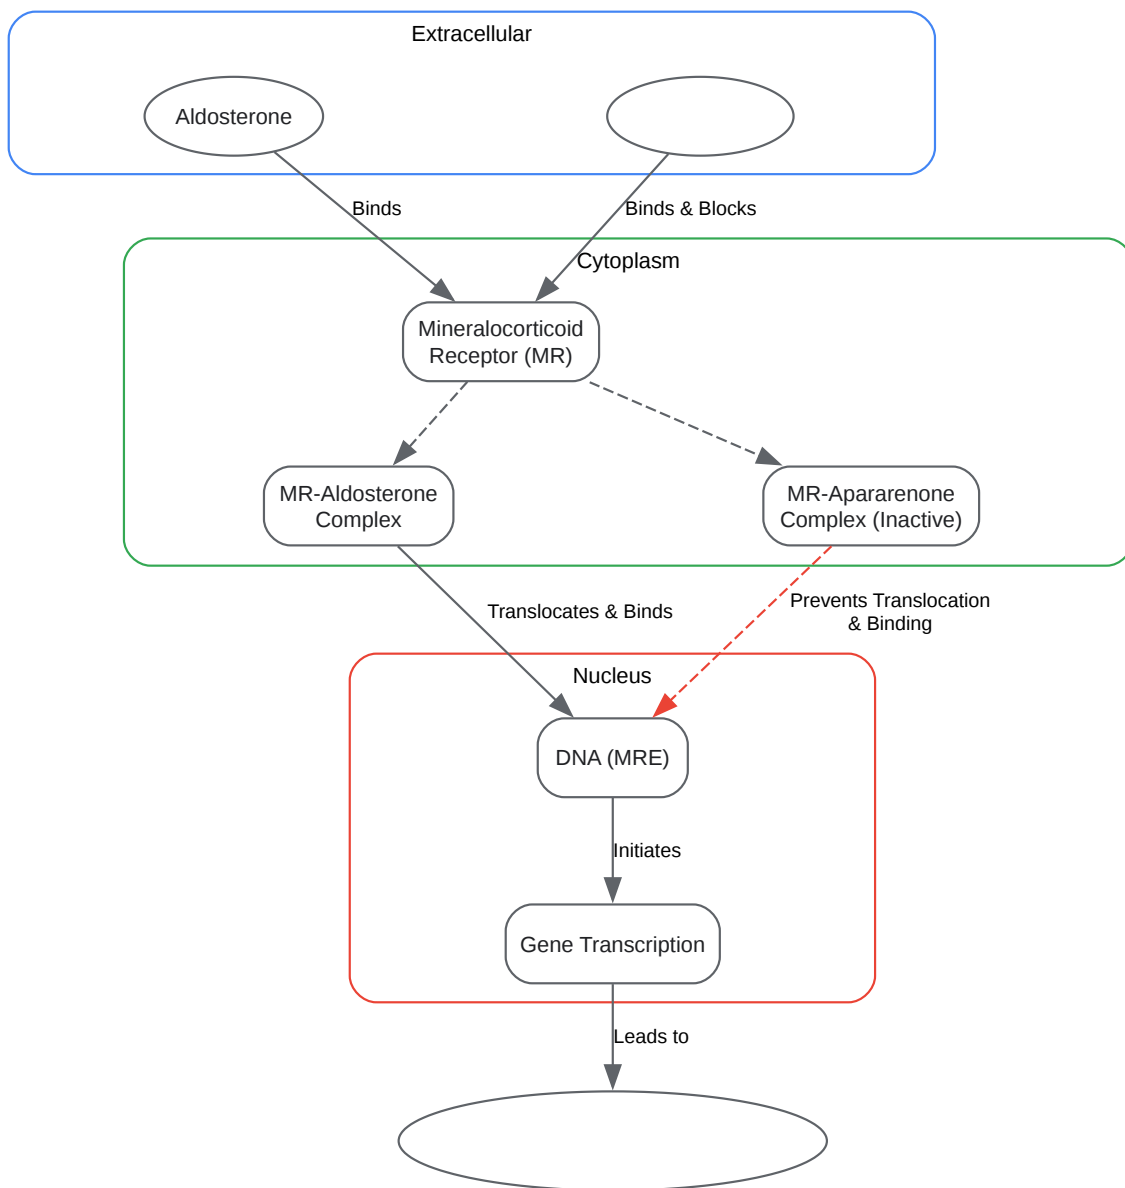 Extracellular
Aldosterone
Binds
Binds & Blocks
Cytoplasm
Mineralocorticoid
Receptor (MR)
MR-Aldosterone
Complex
MR-Apararenone
Complex (Inactive)
Translocates & Binds
Prevents Translocation
& Binding
Nucleus
DNA (MRE)
Initiates
Gene Transcription
Leads to